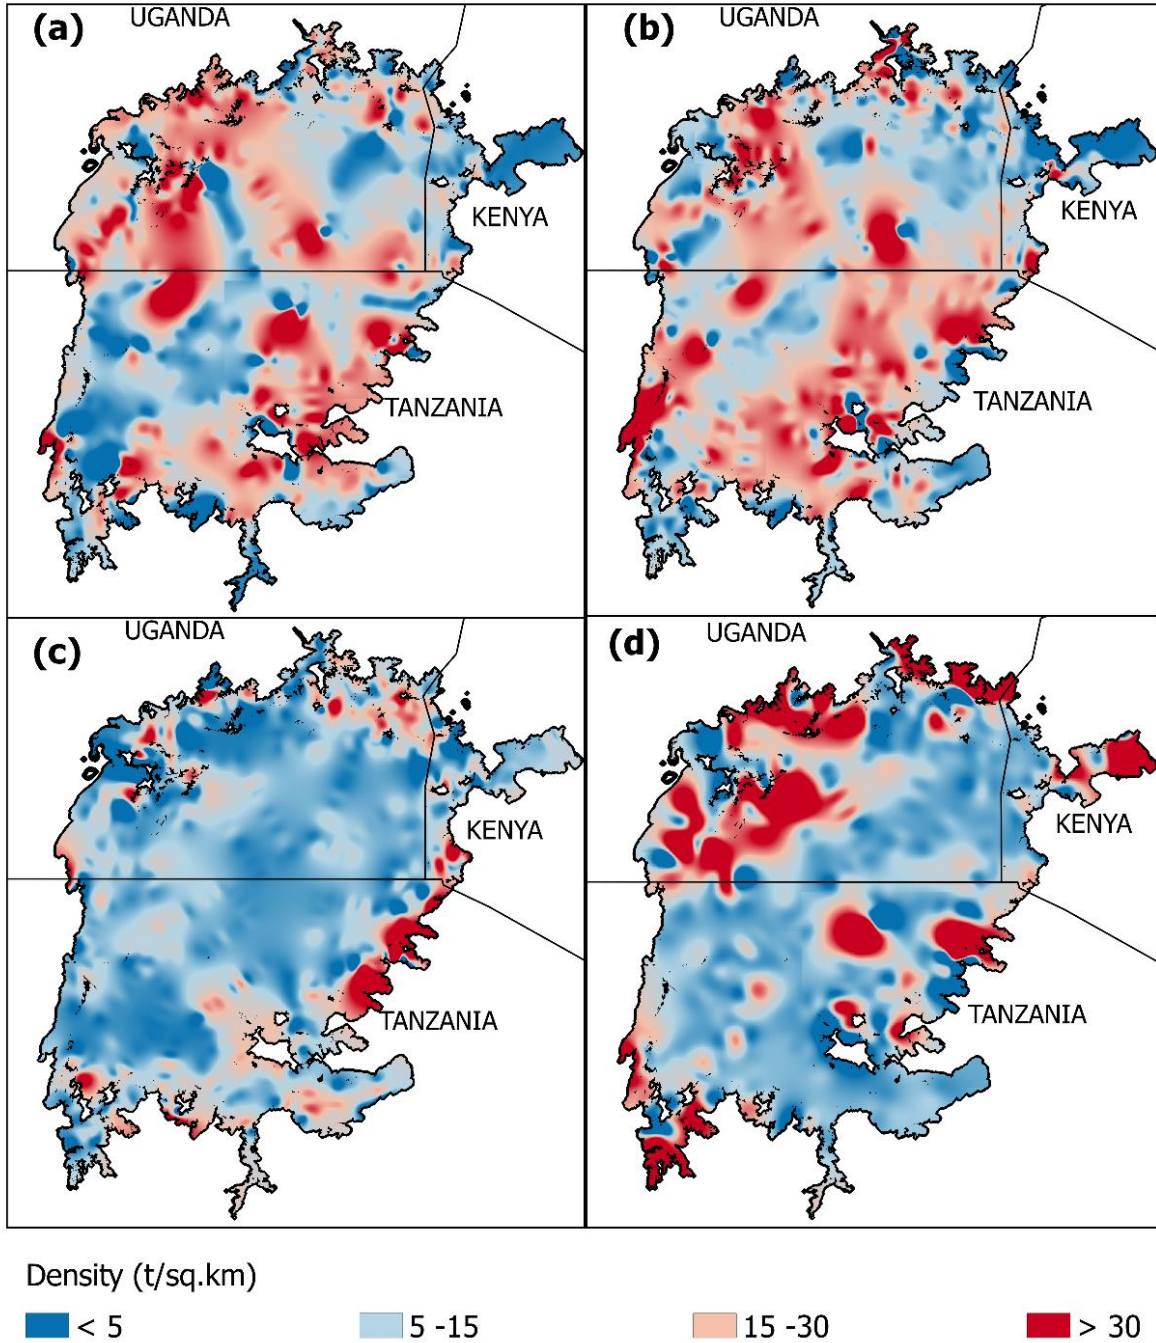 (a)
UGANDA
KENYA
TANZANIA
(b)
UGANDA
KENYA
TANZANIA
(c)
UGANDA
KENYA
TANZANIA
(d)
UGANDA
KENYA
TANZANIA
Density (t/sq.km)
< 5
5 -15
15 -30
> 30